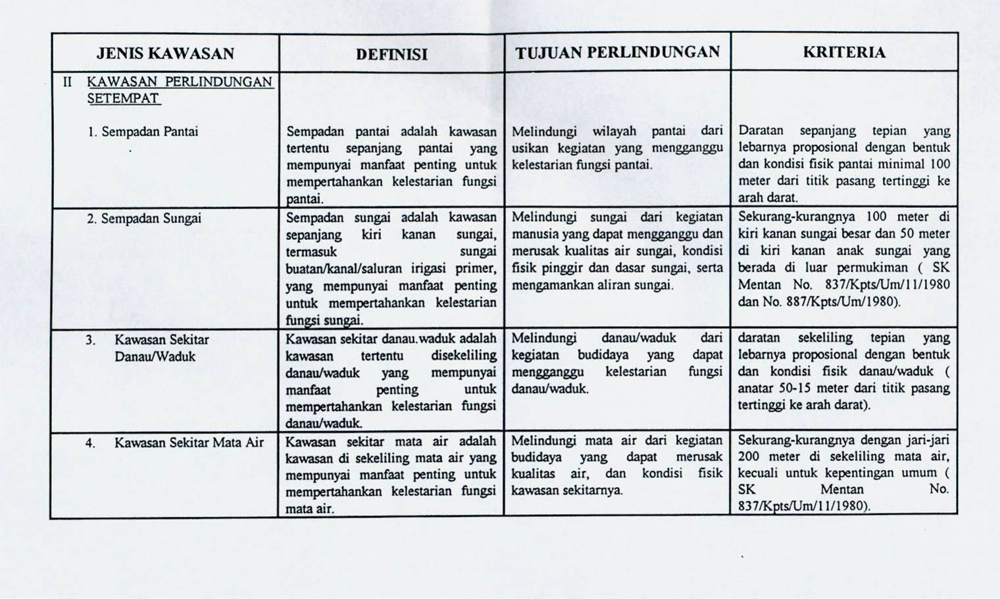 JENIS KAWASAN
DEFINISI
TUJUAN PERLINDUNGAN
KRITERIA
II KAWASAN PERLINDUNGAN
SETEMPAT
1. Sempadan Pantai
Sempadan pantai adalah kawasan
tertentu sepanjang pantai yang
mempunyai manfaat penting untuk
mempertahankan kelestarian fungsi
pantai.
Melindungi wilayah pantai dari
usikan kegiatan yang mengganggu
kelestarian fungsi pantai.
Daratan sepanjang tepian yang
lebarnya proposional dengan bentuk
dan kondisi fisik pantai minimal 100
meter dari titik pasang tertinggi ke
arah darat.
2. Sempadan Sungai
Sempadan sungai adalah kawasan
sepanjang kiri kanan sungai,
termasuk sungai
buatan/kanal/saluran irigasi primer,
yang mempunyai manfaat penting
untuk mempertahankan kelestarian
fungsi sungai.
Melindungi sungai dari kegiatan
manusia yang dapat mengganggu dan
merusak kualitas air sungai, kondisi
fisik pinggir dan dasar sungai, serta
mengamankan aliran sungai.
Sekurang-kurangnya 100 meter di
kiri kanan sungai besar dan 50 meter
di kiri kanan anak sungai yang
berada di luar permukiman ( SK
Mentan No. 837/Kpts/Um/11/1980
dan No. 887/Kpts/Um/1980).
3. Kawasan Sekitar
Danau/Waduk
Kawasan sekitar danau.waduk adalah
kawasan tertentu disekeliling
danau/waduk yang mempunyai
manfaat penting untuk
mempertahankan kelestarian fungsi
danau/waduk.
Melindungi danau/waduk dari
kegiatan budidaya yang dapat
mengganggu kelestarian fungsi
danau/waduk.
daratan sekeliling tepian yang
lebarnya proposional dengan bentuk
dan kondisi fisik danau/waduk (
anatar 50-15 meter dari titik pasang
tertinggi ke arah darat).
4. Kawasan Sekitar Mata Air
Kawasan sekitar mata air adalah
kawasan di sekeliling mata air yang
mempunyai manfaat penting untuk
mempertahankan kelestarian fungsi
mata air.
Melindungi mata air dari kegiatan
budidaya yang dapat merusak
kualitas air, dan kondisi fisik
kawasan sekitarnya.
Sekurang-kurangnya dengan jari-jari
200 meter di sekeliling mata air,
kecuali untuk kepentingan umum (
SK Mentan No.
837/Kpts/Um/11/1980).